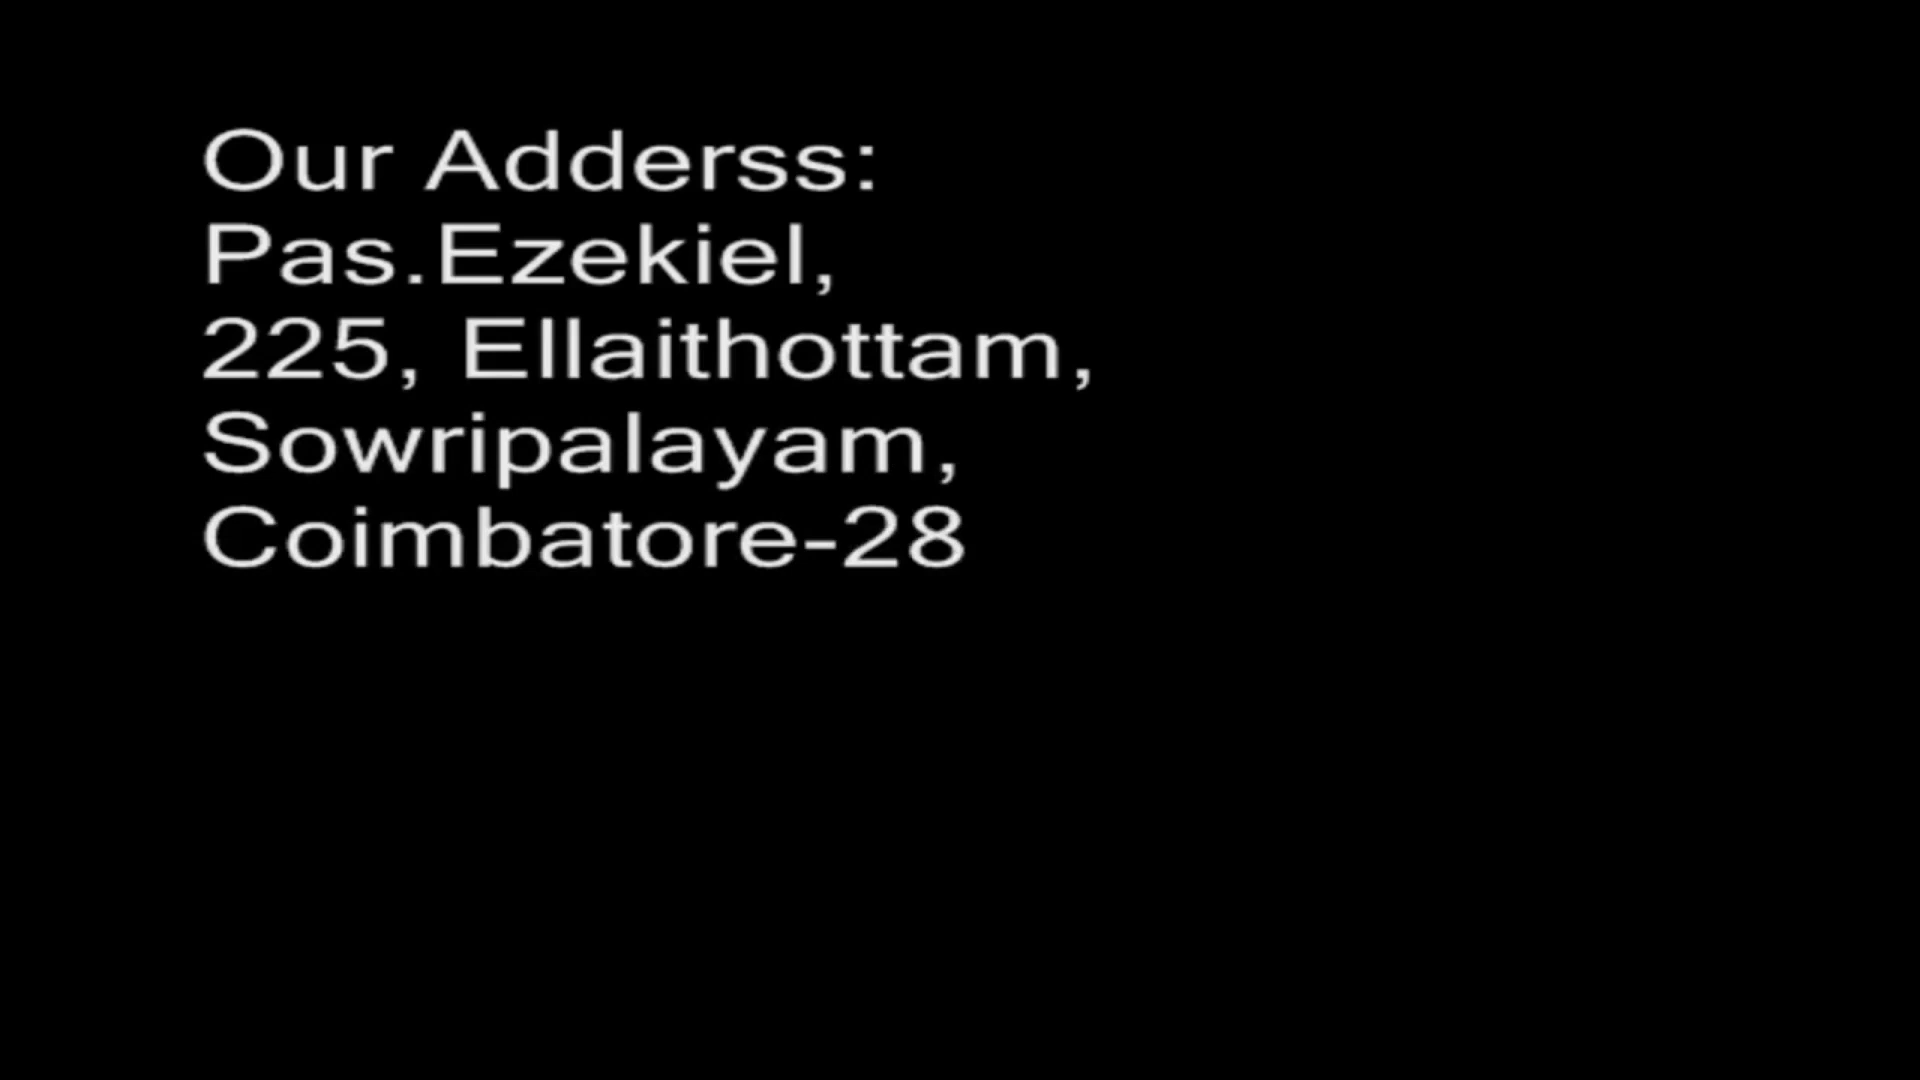 Our Adderss:
Pas.Ezekiel,
225, Ellaithottam,
Sowripalayam,
Coimbatore-28